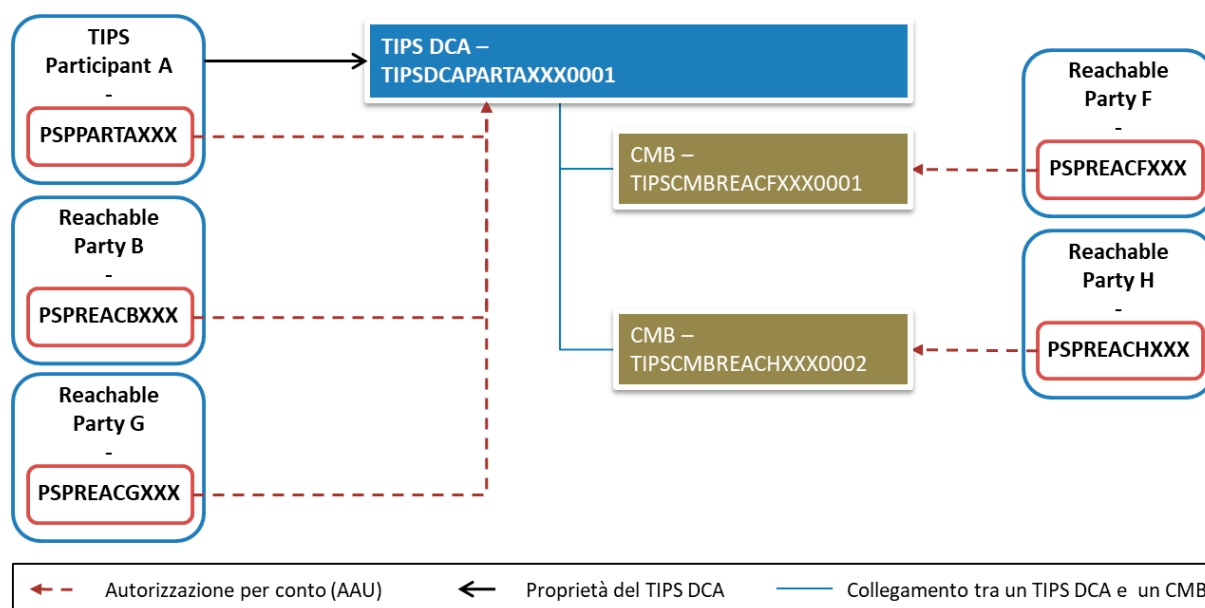 TIPS
Participant A
-
PSPPARTAXXX
Reachable
Party B
-
PSPREACBXXX
Reachable
Party G
-
PSPREACGXXX
TIPS DCA –
TIPSDCAPARTAXXX0001
CMB –
TIPSCMBREACFXXX0001
CMB –
TIPSCMBREACHXXX0002
Reachable
Party F
-
PSPREACFXXX
Reachable
Party H
-
PSPREACHXXX
Autorizzazione per conto (AAU)
Proprietà del TIPS DCA
Collegamento tra un TIPS DCA e un CMB